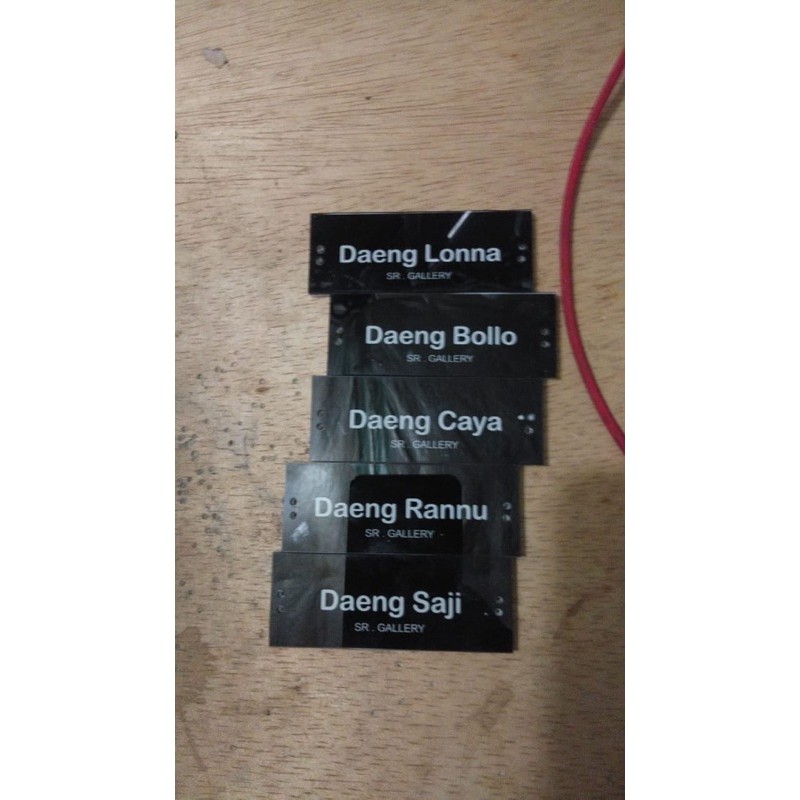 Daeng Lonna
SR . GALLERY
Daeng Bollo
SR . GALLERY
Daeng Caya
SR . GALLERY
Daeng Rannu
SR . GALLERY
Daeng Saji
SR . GALLERY